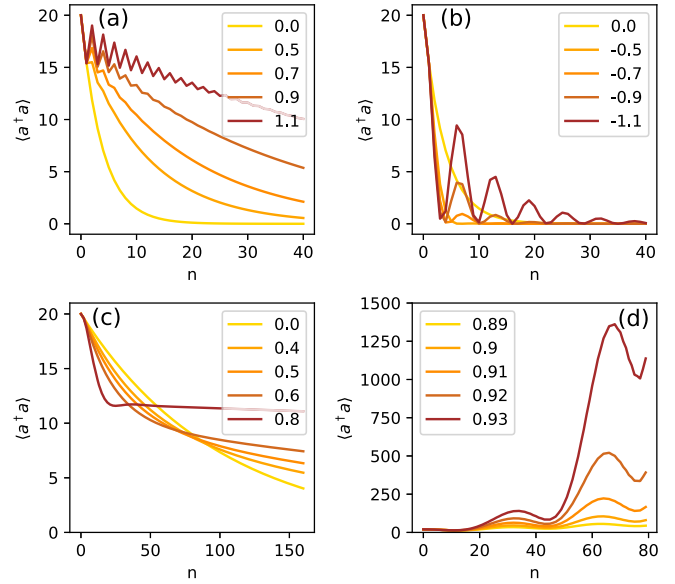 (a)
20
15
10
5
0
⟨a†a⟩
0 10 20 30 40
n
0.0
0.5
0.7
0.9
1.1
(b)
20
15
10
5
0
⟨a†a⟩
0 10 20 30 40
n
0.0
-0.5
-0.7
-0.9
-1.1
(c)
20
15
10
5
0
⟨a†a⟩
0 50 100 150
n
0.0
0.4
0.5
0.6
0.8
(d)
1500
1250
1000
750
500
250
0
⟨a†a⟩
0 20 40 60 80
n
0.89
0.9
0.91
0.92
0.93